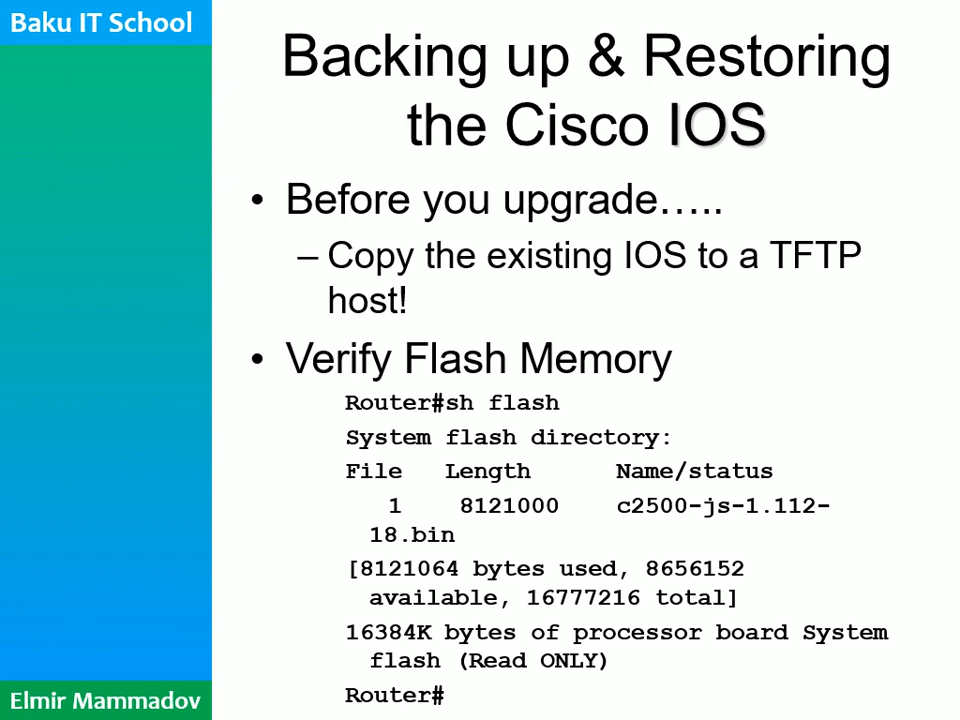 Baku IT School
Backing up & Restoring
the Cisco IOS
• Before you upgrade…..
– Copy the existing IOS to a TFTP
host!
• Verify Flash Memory
Router#sh flash
System flash directory:
File   Length      Name/status
   1    8121000    c2500-js-1.112-
18.bin
[8121064 bytes used, 8656152
available, 16777216 total]
16384K bytes of processor board System
flash (Read ONLY)
Router#
Elmir Mammadov